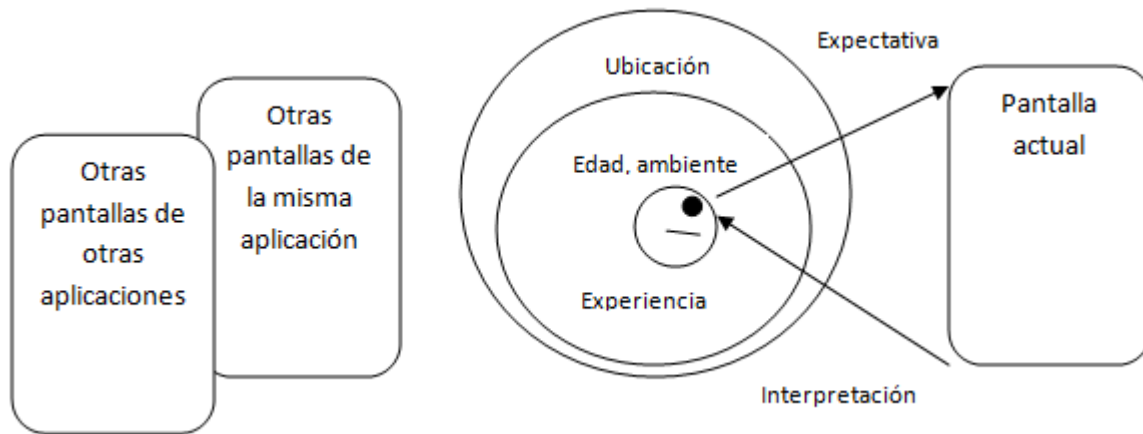 Otras
pantallas de
otras
aplicaciones
Otras
pantallas de
la misma
aplicación
Ubicación
Edad, ambiente
Experiencia
Expectativa
Interpretación
Pantalla
actual